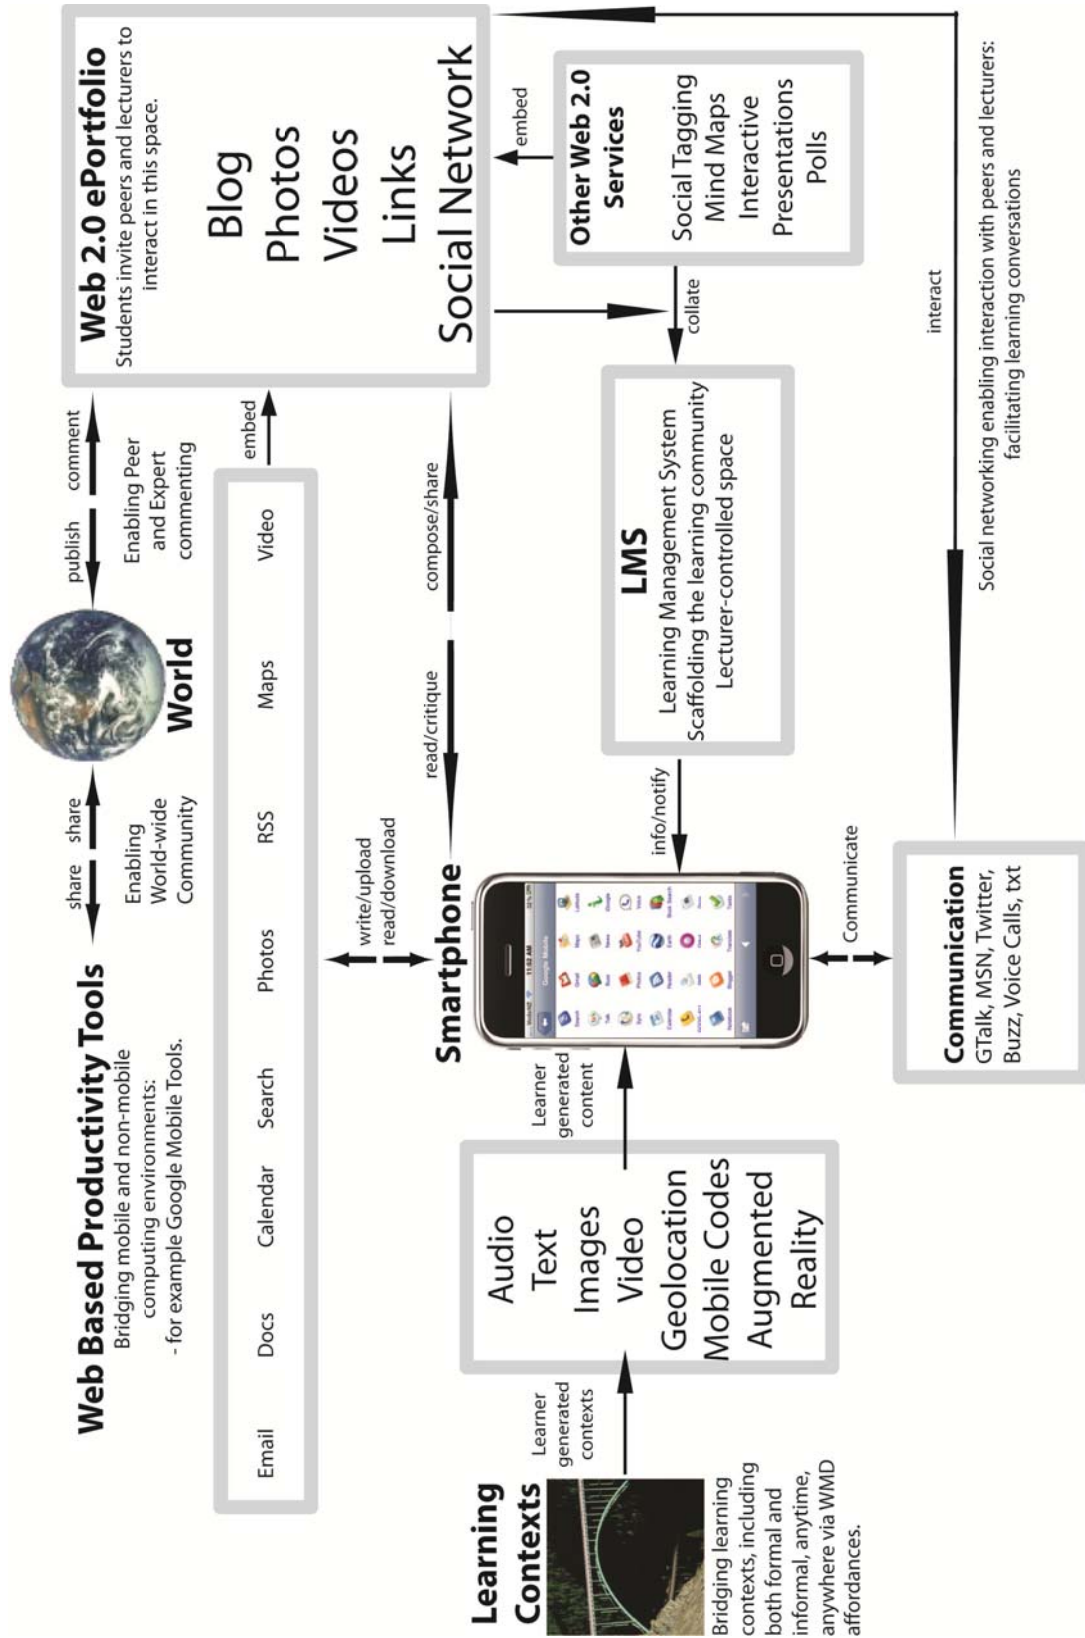 Web Based Productivity Tools
Bridging mobile and non-mobile
computing environments:
- for example Google Mobile Tools.
share
share
Enabling
World-wide
Community
World
publish
comment
Enabling Peer
and Expert
commenting
Web 2.0 ePortfolio
Students invite peers and lecturers to
interact in this space.
Blog
Photos
Videos
Links
Social Network
Email
Docs
Calendar
Search
Photos
RSS
Maps
Video
embed
write/upload
read/download
Learning
Contexts
Bridging learning
contexts, including
both formal and
informal, anytime,
anywhere via WMD
affordances.
Learner
generated
contexts
Audio
Text
Images
Video
Geolocation
Mobile Codes
Augmented
Reality
Learner
generated
content
Smartphone
11:02 AM
Google Mobile
read/critique
compose/share
info/notify
LMS
Learning Management System
Scaffolding the learning community
Lecturer-controlled space
collate
embed
Other Web 2.0
Services
Social Tagging
Mind Maps
Interactive
Presentations
Polls
Communicate
Communication
GTalk, MSN, Twitter,
Buzz, Voice Calls, txt
interact
Social networking enabling interaction with peers and lecturers:
facilitating learning conversations